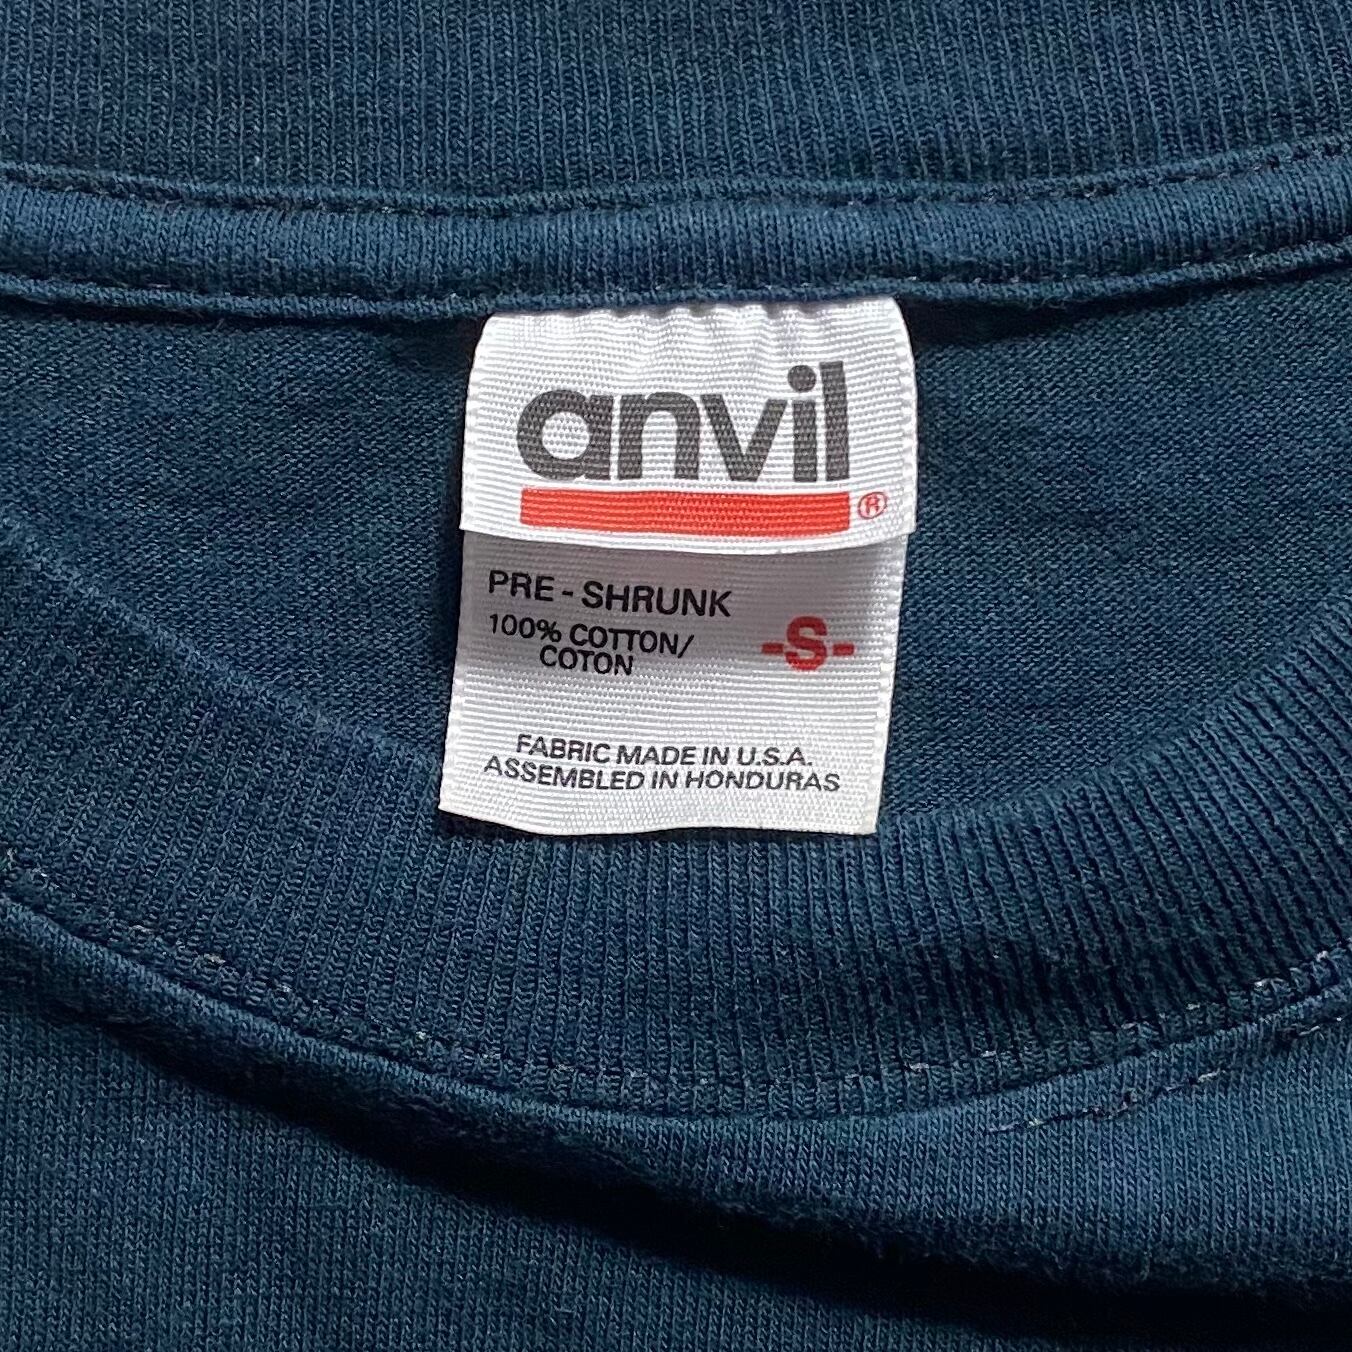 anvil
®
PRE - SHRUNK
100% COTTON/
COTON
-S-
FABRIC MADE IN U.S.A.
ASSEMBLED IN HONDURAS